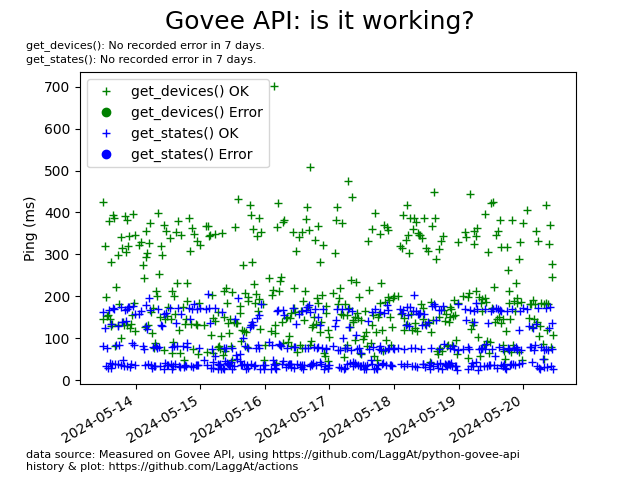 Govee API: is it working?
get_devices(): No recorded error in 7 days.
get_states(): No recorded error in 7 days.
get_devices() OK
get_devices() Error
get_states() OK
get_states() Error
700
600
500
400
300
200
100
0
Ping (ms)
2024-05-14
2024-05-15
2024-05-16
2024-05-17
2024-05-18
2024-05-19
2024-05-20
data source: Measured on Govee API, using https://github.com/LaggAt/python-govee-api
history & plot: https://github.com/LaggAt/actions